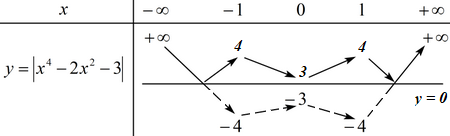 x −∞ −1 0 1 +∞
+∞ 4 3 4 +∞
y = |x⁴ − 2x² − 3|
−3 y = 0
−4 −4